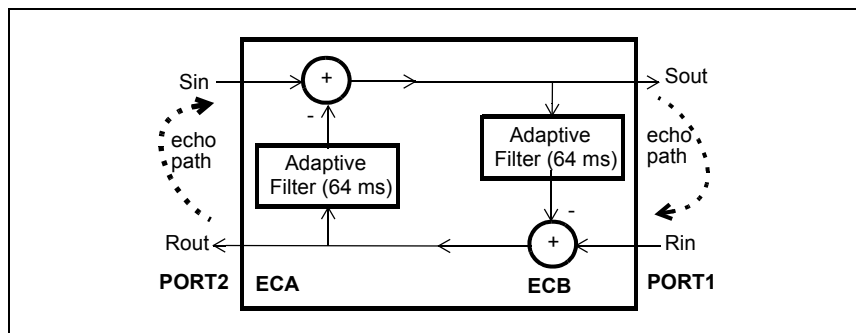 Sin
+
Sout
-
echo
path
Adaptive
Filter (64 ms)
Adaptive
Filter (64 ms)
echo
path
-
Rout
+
Rin
PORT2
ECA
ECB
PORT1